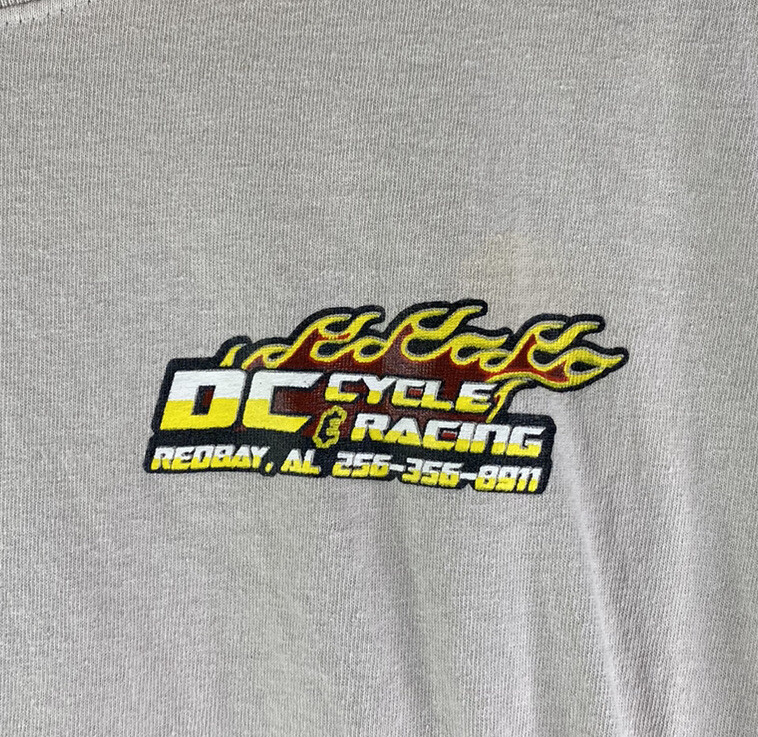 DC CYCLE
& RACING
REDBAY, AL 256-356-8911